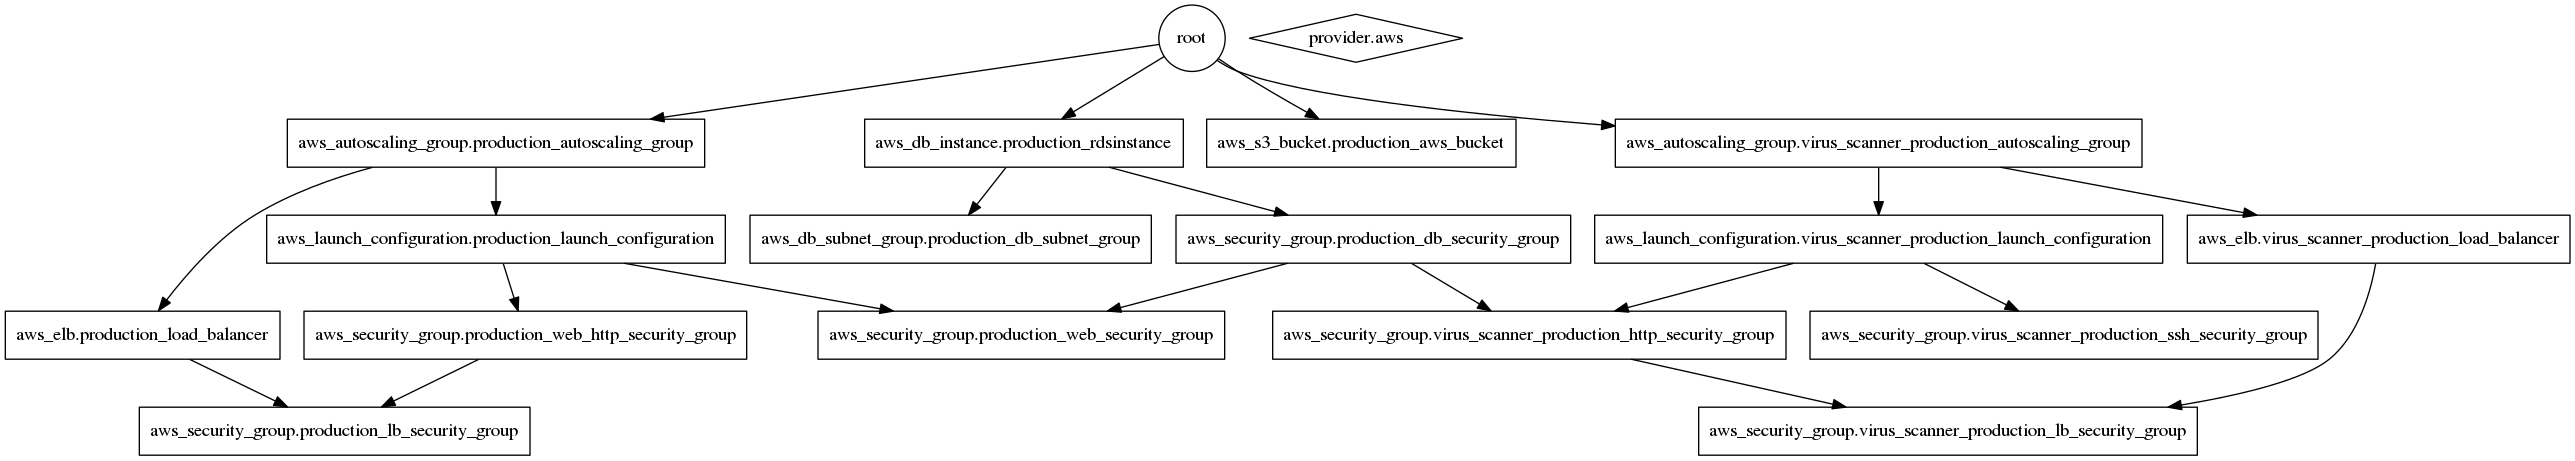 root
provider.aws
aws_autoscaling_group.production_autoscaling_group
aws_db_instance.production_rdsinstance
aws_s3_bucket.production_aws_bucket
aws_autoscaling_group.virus_scanner_production_autoscaling_group
aws_launch_configuration.production_launch_configuration
aws_db_subnet_group.production_db_subnet_group
aws_security_group.production_db_security_group
aws_launch_configuration.virus_scanner_production_launch_configuration
aws_elb.virus_scanner_production_load_balancer
aws_elb.production_load_balancer
aws_security_group.production_web_http_security_group
aws_security_group.production_web_security_group
aws_security_group.virus_scanner_production_http_security_group
aws_security_group.virus_scanner_production_ssh_security_group
aws_security_group.production_lb_security_group
aws_security_group.virus_scanner_production_lb_security_group